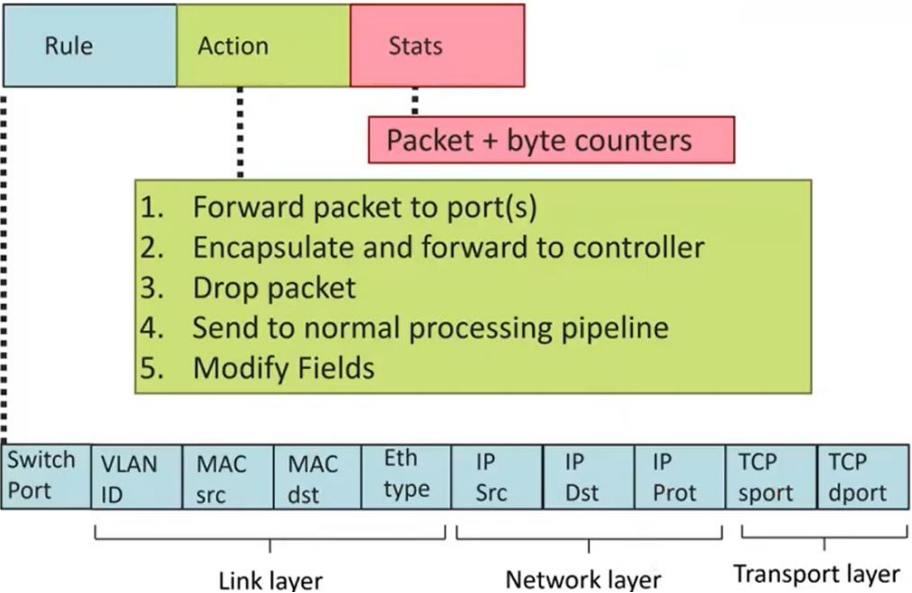 Rule Action Stats
Packet + byte counters
1. Forward packet to port(s)
2. Encapsulate and forward to controller
3. Drop packet
4. Send to normal processing pipeline
5. Modify Fields
Switch Port
VLAN ID
MAC src
MAC dst
Eth type
IP Src
IP Dst
IP Prot
TCP sport
TCP dport
Link layer
Network layer
Transport layer